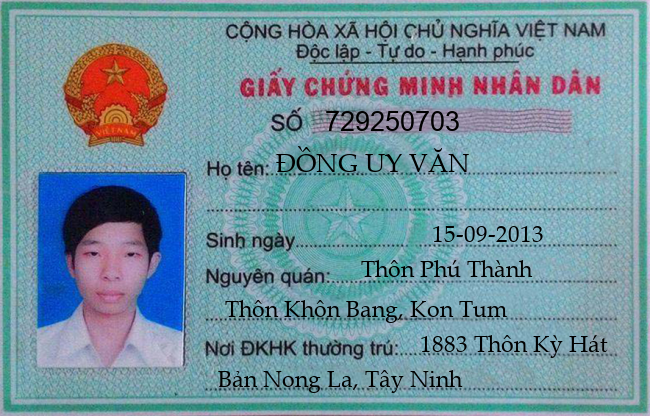 CỘNG HÒA XÃ HỘI CHỦ NGHĨA VIỆT NAM
Độc lập - Tự do - Hạnh phúc
GIẤY CHỨNG MINH NHÂN DÂN
SỐ 729250703
Họ tên: ĐỒNG UY VĂN
Sinh ngày 15-09-2013
Nguyên quán: Thôn Phú Thành
Thôn Khôn Bang, Kon Tum
Nơi ĐKHK thường trú: 1883 Thôn Kỳ Hát
Bản Nong La, Tây Ninh
VIỆT NAM